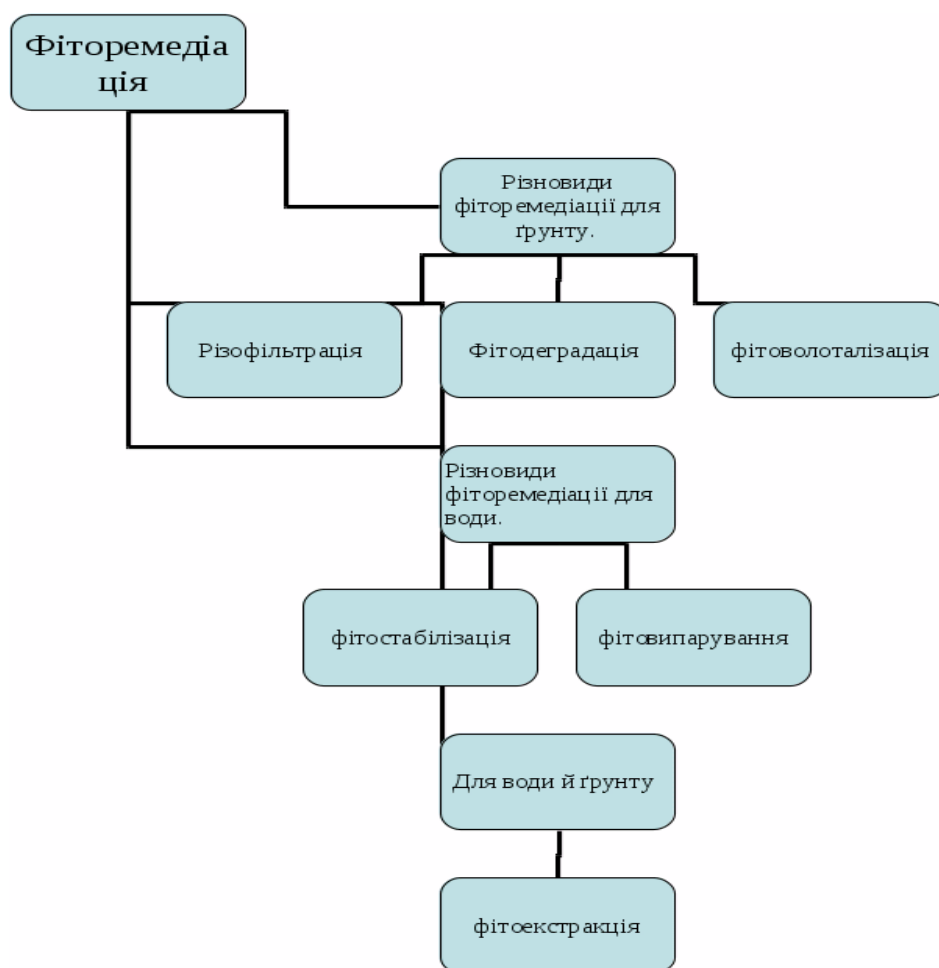 Фіторемедіа
ція
Різновиди
фіторемедіації для
ґрунту.
Різофільтрація
Фітодеградація
фітоволоталізація
Різновиди
фіторемедіації для
води.
фітостабілізація
фітовипарування
Для води й ґрунту
фітоекстракція